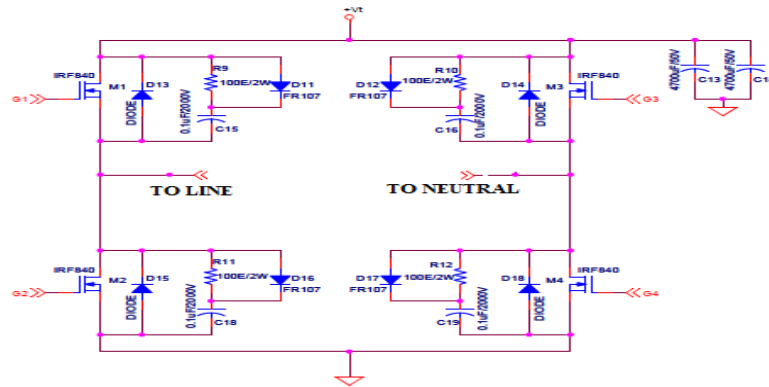 +Vt
IRF840
M1
D13
R9
100E/2W
D11
FR107
G1
DIODE
0.1uF/2000V
C15
D12
FR107
R10
100E/2W
D14
M3
IRF840
G3
DIODE
0.1uF/2000V
C16
4700uF/50V
C13
4700uF/50V
TO LINE
TO NEUTRAL
IRF840
M2
D15
R11
100E/2W
D16
FR107
G2
DIODE
0.1uF/2000V
C18
D17
FR107
R12
100E/2W
D18
M4
IRF840
G4
DIODE
0.1uF/2000V
C19